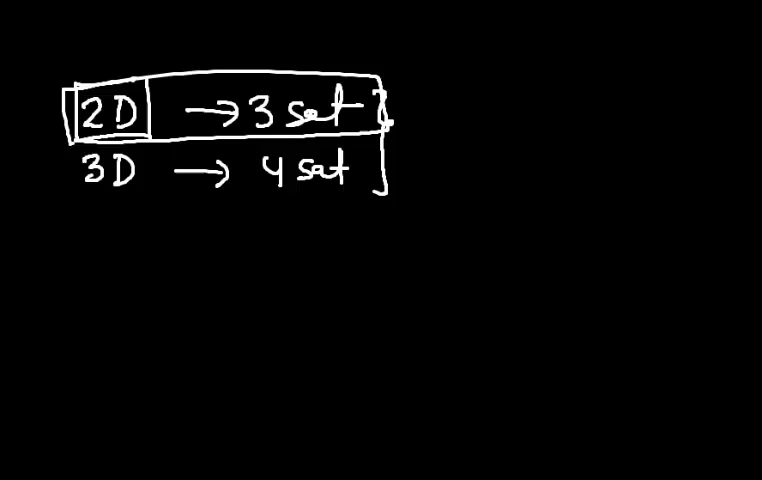 2D → 3 sat
3D → 4 sat